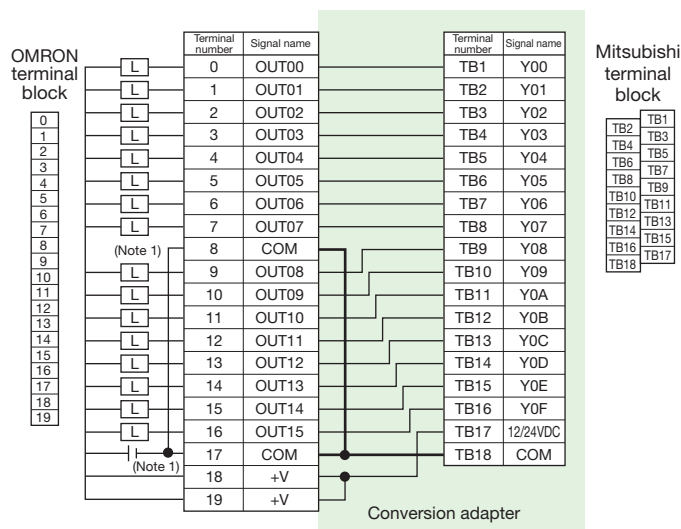 OMRON
terminal
block
0
1
2
3
4
5
6
7
8
9
10
11
12
13
14
15
16
17
18
19
Terminal number Signal name Terminal number Signal name
L 0 OUT00 TB1 Y00
L 1 OUT01 TB2 Y01
L 2 OUT02 TB3 Y02
L 3 OUT03 TB4 Y03
L 4 OUT04 TB5 Y04
L 5 OUT05 TB6 Y05
L 6 OUT06 TB7 Y06
L 7 OUT07 TB8 Y07
(Note 1) 8 COM TB9 Y08
L 9 OUT08 TB10 Y09
L 10 OUT09 TB11 Y0A
L 11 OUT10 TB12 Y0B
L 12 OUT11 TB13 Y0C
L 13 OUT12 TB14 Y0D
L 14 OUT13 TB15 Y0E
L 15 OUT14 TB16 Y0F
L 16 OUT15 TB17 12/24VDC
(Note 1) 17 COM TB18 COM
18 +V
19 +V
Conversion adapter
Mitsubishi
terminal
block
TB1
TB2
TB3
TB4
TB5
TB6
TB7
TB8
TB9
TB10
TB11
TB12
TB13
TB14
TB15
TB16
TB17
TB18